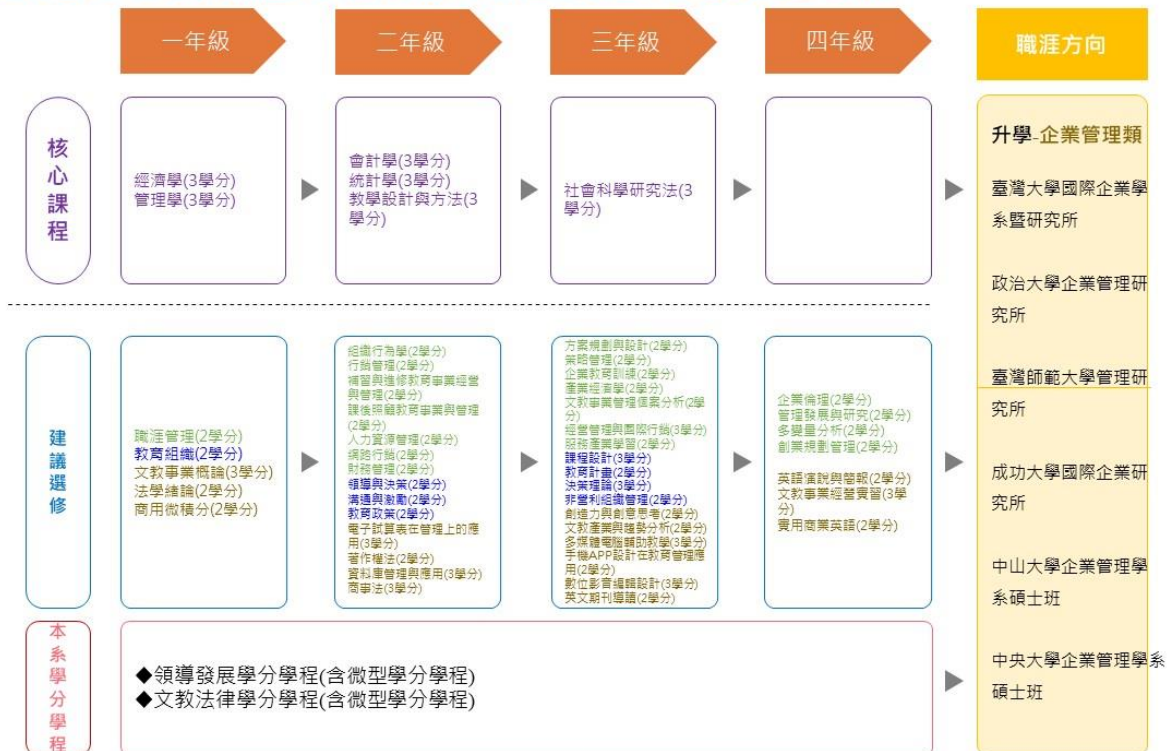 一年級
二年級
三年級
四年級
職涯方向
核心課程
經濟學(3學分)
管理學(3學分)
會計學(3學分)
統計學(3學分)
教學設計與方法(3
學分)
社會科學研究法(3
學分)
建議選修
職涯管理(2學分)
教育組織(2學分)
文教事業概論(3學分)
法學緒論(2學分)
商用微積分(2學分)
組織行為學(2學分)
行銷管理(2學分)
補習與進修教育事業經營
與管理(2學分)
課後照顧教育事業與管理
(2學分)
人力資源管理(2學分)
網路行銷(2學分)
財務管理(2學分)
領導與決策(2學分)
溝通與激勵(2學分)
教育政策(2學分)
電子試算表在管理上的應
用(3學分)
著作權法(2學分)
資料庫管理與應用(3學分)
商事法(3學分)
方案規劃與設計(2學分)
策略管理(2學分)
企業教育訓練(2學分)
產業經濟學(2學分)
文教事業管理個案分析(2學
分)
經營管理與國際行銷(3學分)
服務產業學習(2學分)
課程設計(3學分)
教育計畫(2學分)
決策理論(3學分)
非營利組織管理(2學分)
創造力與創意思考(2學分)
文教產業與趨勢分析(2學分)
多媒體電腦輔助教學(3學分)
手機APP設計在教育管理應
用(2學分)
數位影音編輯設計(3學分)
英文期刊導讀(2學分)
企業倫理(2學分)
管理發展與研究(2學分)
多變量分析(2學分)
創業規劃管理(2學分)
英語演說與簡報(2學分)
文教事業經營實習(3學
分)
實用商業英語(2學分)
本系學分學程
◆領導發展學分學程(含微型學分學程)
◆文教法律學分學程(含微型學分學程)
升學-企業管理類
臺灣大學國際企業學
系暨研究所
政治大學企業管理研
究所
臺灣師範大學管理研
究所
成功大學國際企業研
究所
中山大學企業管理學
系碩士班
中央大學企業管理學系
碩士班